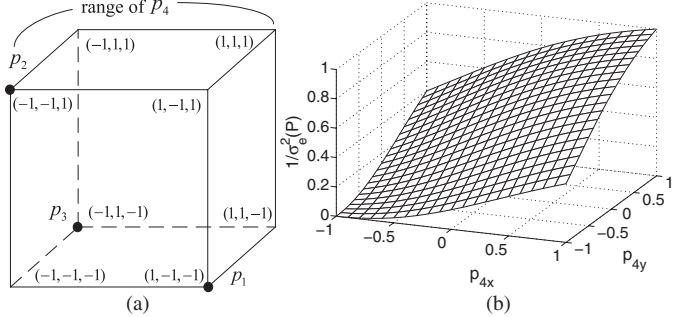 range of p4
p2
(-1,1,1)
(1,1,1)
(-1,-1,1)
(1,-1,1)
p3
(-1,1,-1)
(1,1,-1)
(-1,-1,-1)
(1,-1,-1)
p1
(a)
1
0.8
0.6
0.4
0.2
0
1/σe²(P)
−1
−0.5
0
0.5
1
p4x
−1
−0.5
0
0.5
1
p4y
(b)